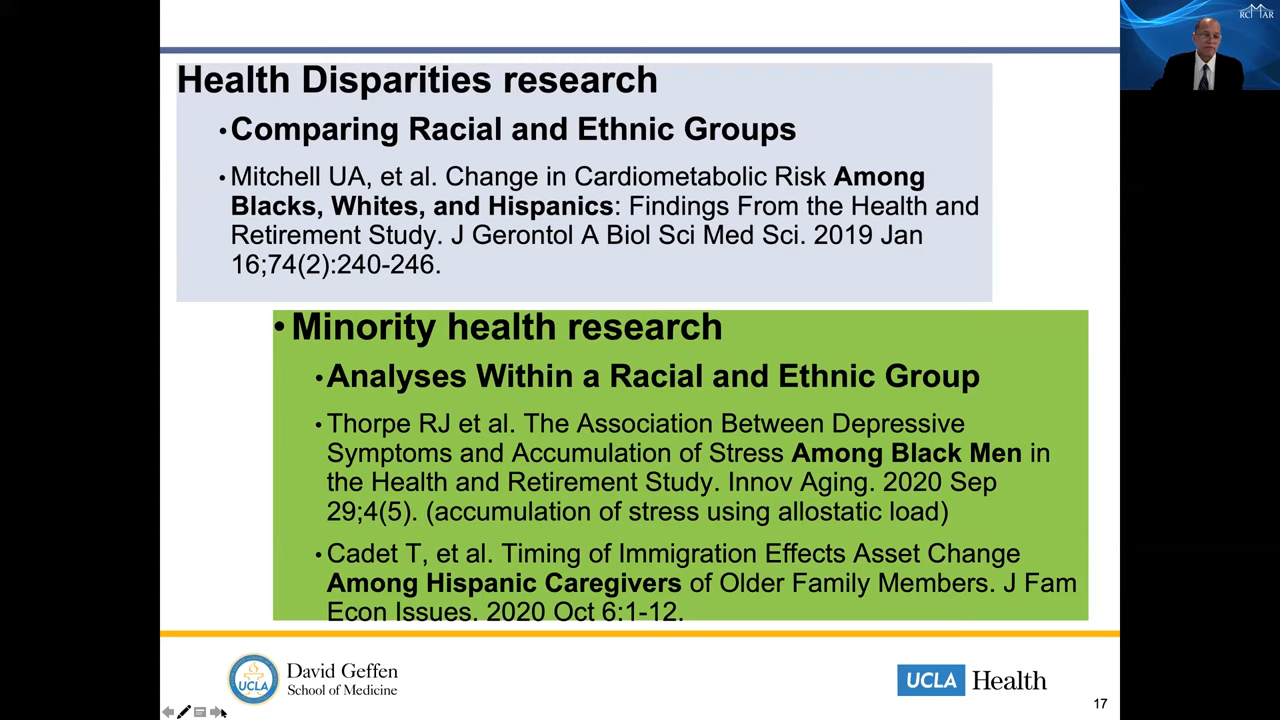 RCMAR
Health Disparities research
•Comparing Racial and Ethnic Groups
• Mitchell UA, et al. Change in Cardiometabolic Risk Among
Blacks, Whites, and Hispanics: Findings From the Health and
Retirement Study. J Gerontol A Biol Sci Med Sci. 2019 Jan
16;74(2):240-246.
• Minority health research
•Analyses Within a Racial and Ethnic Group
• Thorpe RJ et al. The Association Between Depressive
Symptoms and Accumulation of Stress Among Black Men in
the Health and Retirement Study. Innov Aging. 2020 Sep
29;4(5). (accumulation of stress using allostatic load)
• Cadet T, et al. Timing of Immigration Effects Asset Change
Among Hispanic Caregivers of Older Family Members. J Fam
Econ Issues. 2020 Oct 6:1-12.
UCLA
David Geffen
School of Medicine
UCLA Health
17